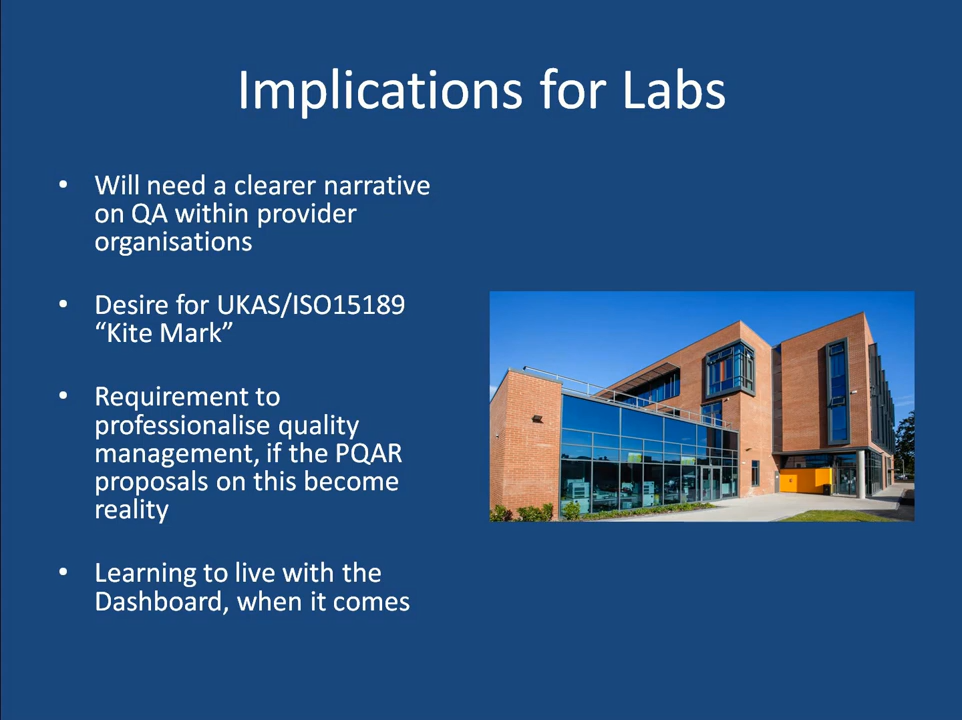 Implications for Labs
• Will need a clearer narrative
on QA within provider
organisations
• Desire for UKAS/ISO15189
“Kite Mark”
• Requirement to
professionalise quality
management, if the PQAR
proposals on this become
reality
• Learning to live with the
Dashboard, when it comes